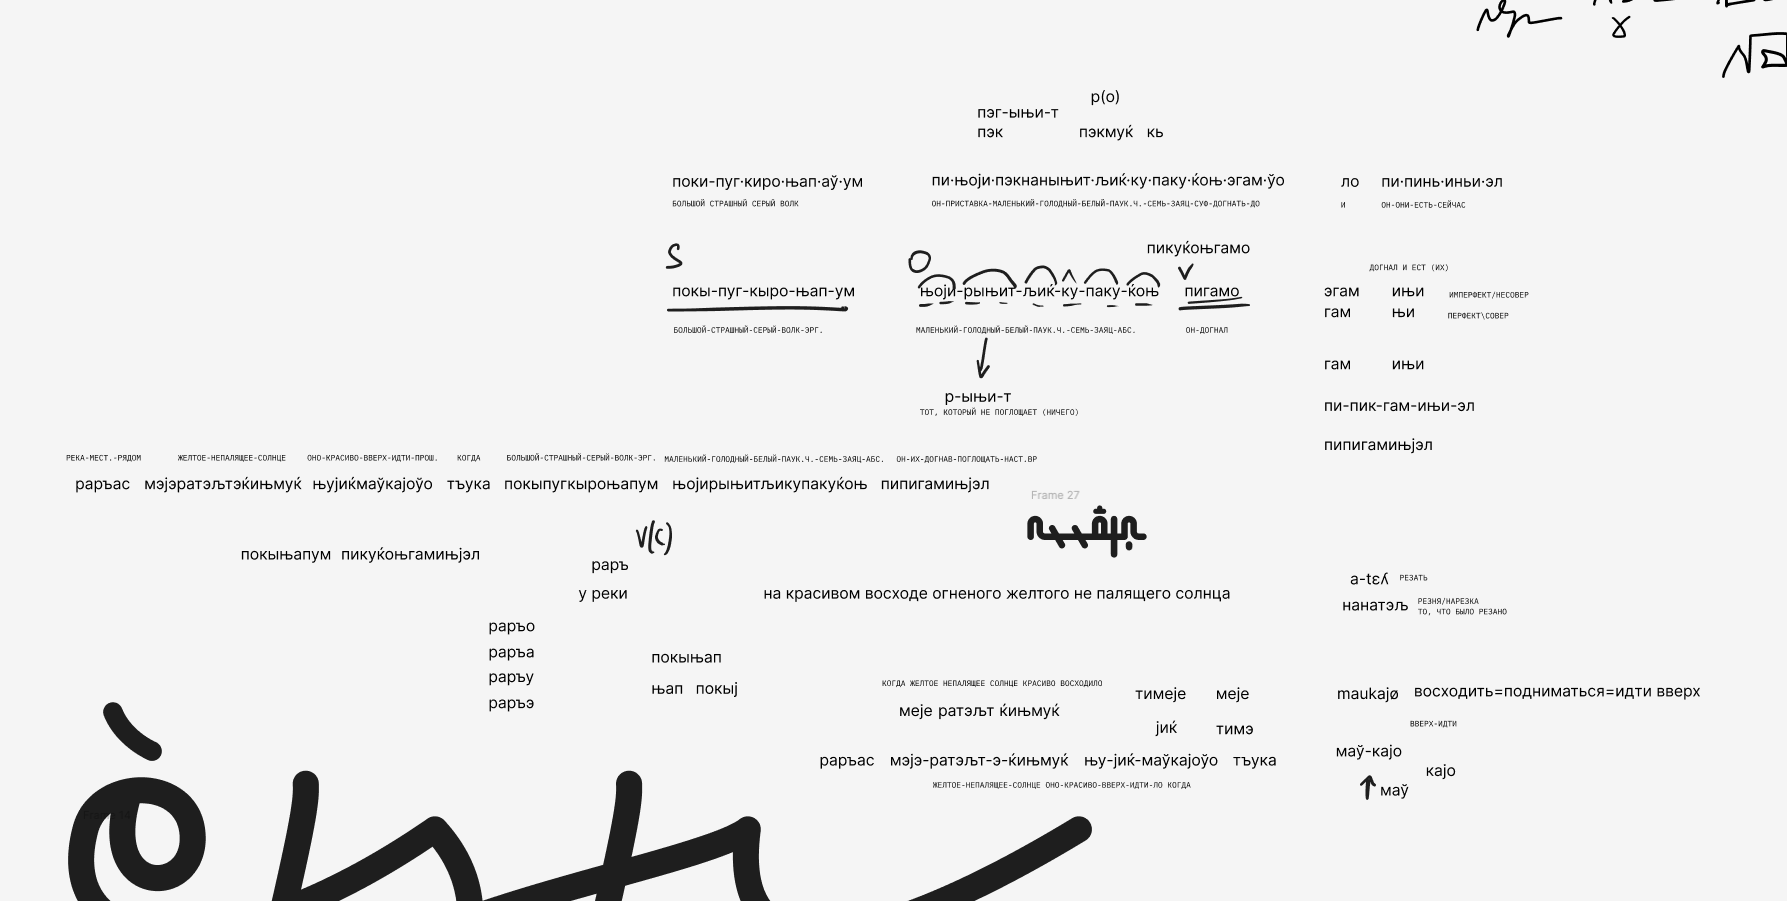 р(о)
пэг-ыњи-т
пэк пэкмуќ кь
поки-пуг·киро·њап·аў·ум пи·њоји·пэкнаныњит·љиќ·ку·паку·ќоњ·эгам·ўо ло пи·пинь·иньи·эл
БОЛЬШОЙ СТРАШНЫЙ СЕРЫЙ ВОЛК ОН-ПРИСТАВКА-МАЛЕНЬКИЙ-ГОЛОДНЫЙ-БЕЛЫЙ-ПАУК.Ч.-СЕМЬ-ЗАЯЦ-СУФ-ДОГНАТЬ-ДО И ОН-ОНИ-ЕСТЬ-СЕЙЧАС
S O пикуќоњгамо
V
ДОГНАЛ И ЕСТ (ИХ)
покы-пуг-кыро-њап-ум њоји-рыњит-љиќ-ку-паку-ќоњ пигамо эгам ињи ИМПЕРФЕКТ/НЕСОВЕР
гам њи ПЕРФЕКТ\СОВЕР
БОЛЬШОЙ-СТРАШНЫЙ-СЕРЫЙ-ВОЛК-ЭРГ. МАЛЕНЬКИЙ-ГОЛОДНЫЙ-БЕЛЫЙ-ПАУК.Ч.-СЕМЬ-ЗАЯЦ-АБС. ОН-ДОГНАЛ
гам ињи
р-ыњи-т
ТОТ, КОТОРЫЙ НЕ ПОГЛОЩАЕТ (НИЧЕГО)
пи-пик-гам-ињи-эл
пипигамињјэл
РЕКА-МЕСТ.-РЯДОМ ЖЕЛТОЕ-НЕПАЛЯЩЕЕ-СОЛНЦЕ ОНО-КРАСИВО-ВВЕРХ-ИДТИ-ПРОШ. КОГДА БОЛЬШОЙ-СТРАШНЫЙ-СЕРЫЙ-ВОЛК-ЭРГ. МАЛЕНЬКИЙ-ГОЛОДНЫЙ-БЕЛЫЙ-ПАУК.Ч.-СЕМЬ-ЗАЯЦ-АБС. ОН-ИХ-ДОГНАВ-ПОГЛОЩАТЬ-НАСТ.ВР
раръас мэјэратэљтэќињмуќ њујиќмаўкајоўо тъука покыпугкыроњапум њојирыњитљикупакуќоњ пипигамињјэл
Frame 27
V(C)
покыњапум пикуќоњгамињјэл
раръ
у реки на красивом восходе огненого желтого не палящего солнца
a-tɛʎ РЕЗАТЬ
нанатэљ РЕЗНЯ/НАРЕЗКА
ТО, ЧТО БЫЛО РЕЗАНО
раръо
раръа
раръу
раръэ
покыњап
њап покыј
КОГДА ЖЕЛТОЕ НЕПАЛЯЩЕЕ СОЛНЦЕ КРАСИВО ВОСХОДИЛО
тимеје меје maukajø восходить=подниматься=идти вверх
меје ратэљт ќињмуќ
ВВЕРХ-ИДТИ
јиќ тимэ
маў-кајо
раръас мэјэ-ратэљт-э-ќињмуќ њу-јиќ-маўкајоўо тъука
кајо
ЖЕЛТОЕ-НЕПАЛЯЩЕЕ-СОЛНЦЕ ОНО-КРАСИВО-ВВЕРХ-ИДТИ-ЛО КОГДА
маў